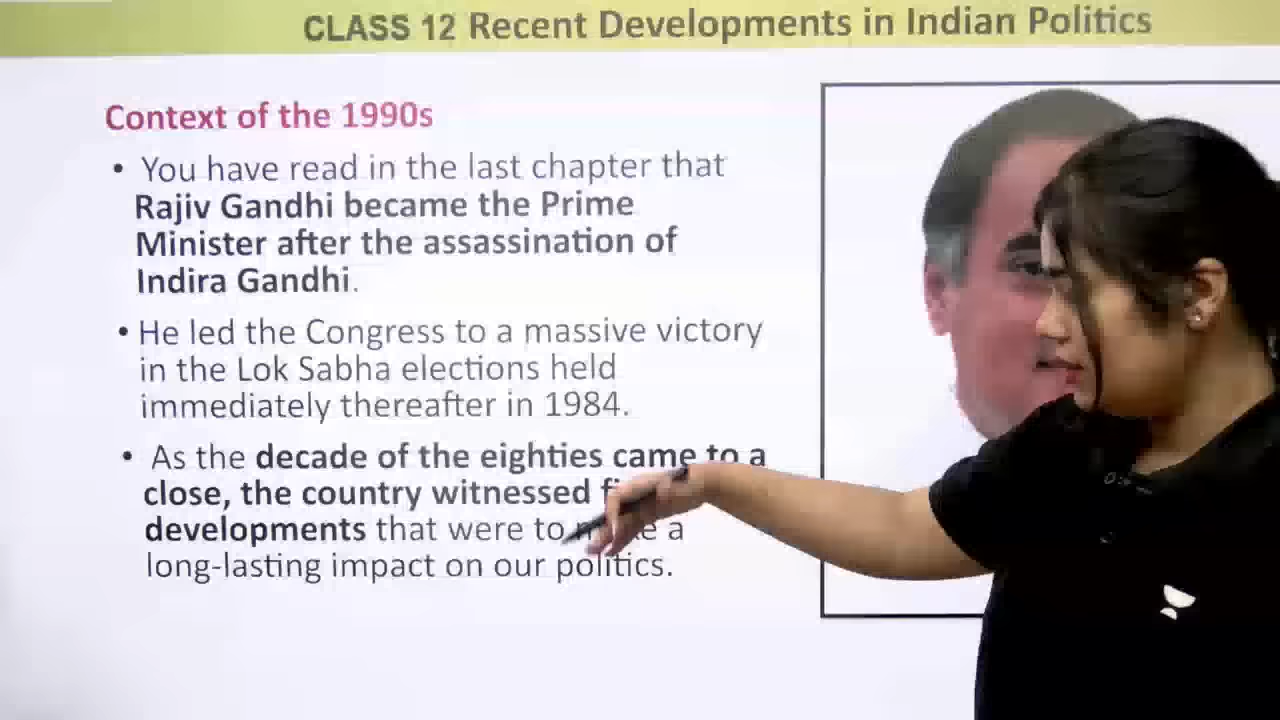 CLASS 12 Recent Developments in Indian Politics
Context of the 1990s
• You have read in the last chapter that
Rajiv Gandhi became the Prime
Minister after the assassination of
Indira Gandhi.
• He led the Congress to a massive victory
in the Lok Sabha elections held
immediately thereafter in 1984.
• As the decade of the eighties came to a
close, the country witnessed
developments that were to a
long-lasting impact on our politics.